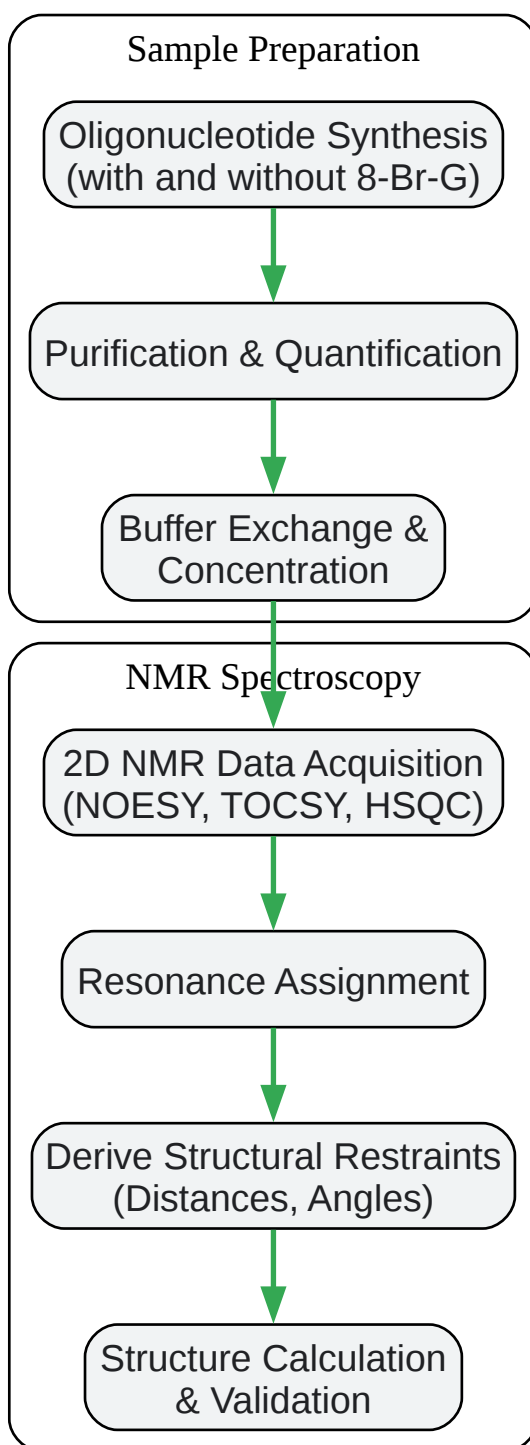 Sample Preparation
Oligonucleotide Synthesis
(with and without 8-Br-G)
Purification & Quantification
Buffer Exchange &
Concentration
NMR Spectroscopy
2D NMR Data Acquisition
(NOESY, TOCSY, HSQC)
Resonance Assignment
Derive Structural Restraints
(Distances, Angles)
Structure Calculation
& Validation